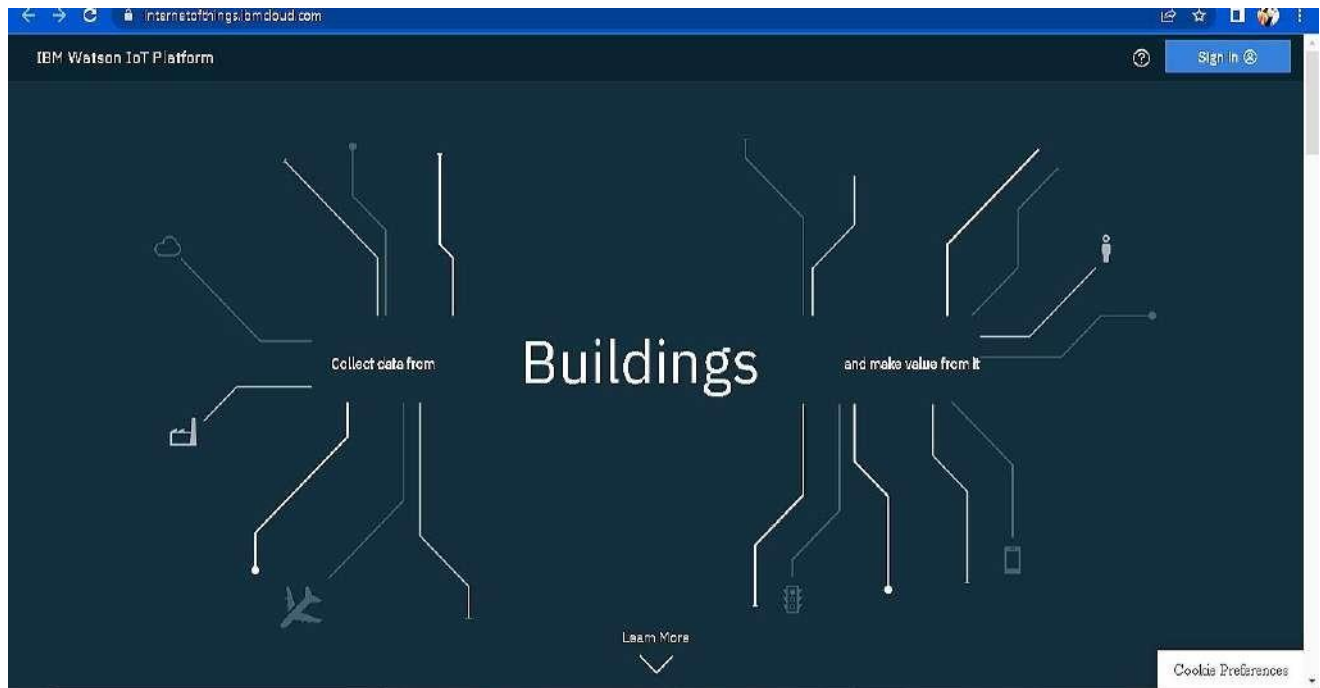 internetofthings.ibmcloud.com
IBM Watson IoT Platform
Sign in
Collect data from
Buildings
and make value from it
Learn More
Cookie Preferences